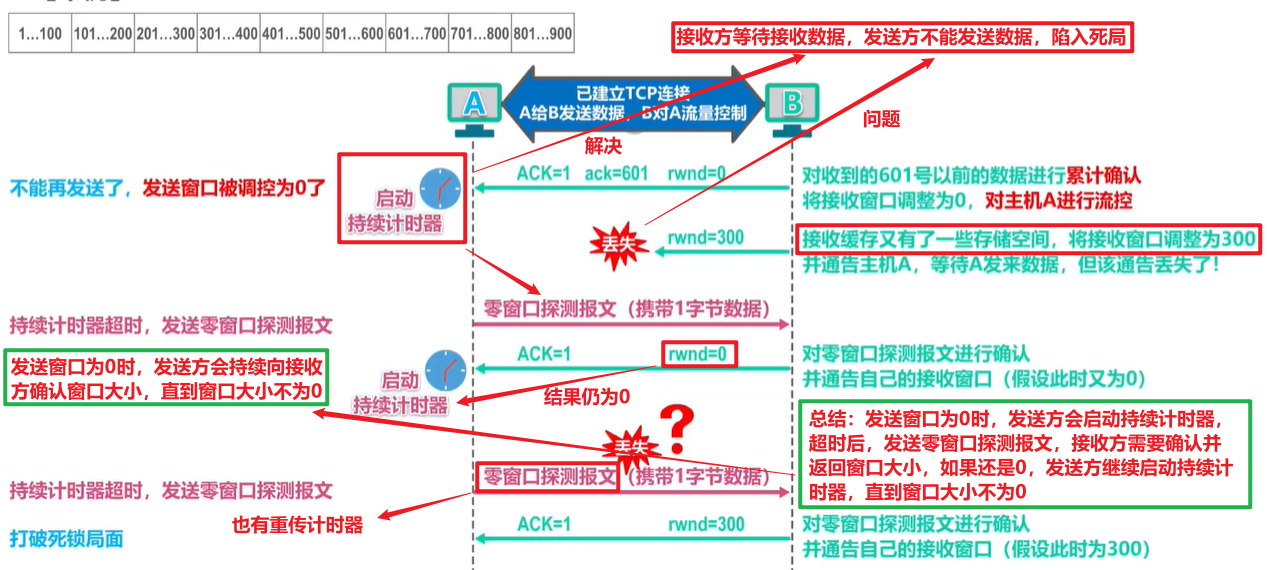 1...100 101...200 201...300 301...400 401...500 501...600 601...700 701...800 801...900
接收方等待接收数据，发送方不能发送数据，陷入死局
A
已建立TCP连接
A给B发送数据，B对A流量控制
B
问题
解决
不能再发送了，发送窗口被调控为0了
启动
持续计时器
ACK=1 ack=601 rwnd=0
对收到的601号以前的数据进行累计确认
将接收窗口调整为0，对主机A进行流控
丢失
rwnd=300
接收缓存又有了一些存储空间，将接收窗口调整为300
并通告主机A，等待A发来数据，但该通告丢失了！
零窗口探测报文（携带1字节数据）
持续计时器超时，发送零窗口探测报文
发送窗口为0时，发送方会持续向接收
方确认窗口大小，直到窗口大小不为0
启动
持续计时器
ACK=1 rwnd=0
对零窗口探测报文进行确认
并通告自己的接收窗口（假设此时又为0）
结果仍为0
丢失
?
总结：发送窗口为0时，发送方会启动持续计时器，
超时后，发送零窗口探测报文，接收方需要确认并
返回窗口大小，如果还是0，发送方继续启动持续计
时器，直到窗口大小不为0
零窗口探测报文（携带1字节数据）
持续计时器超时，发送零窗口探测报文
也有重传计时器
打破死锁局面
ACK=1 rwnd=300
对零窗口探测报文进行确认
并通告自己的接收窗口（假设此时为300）